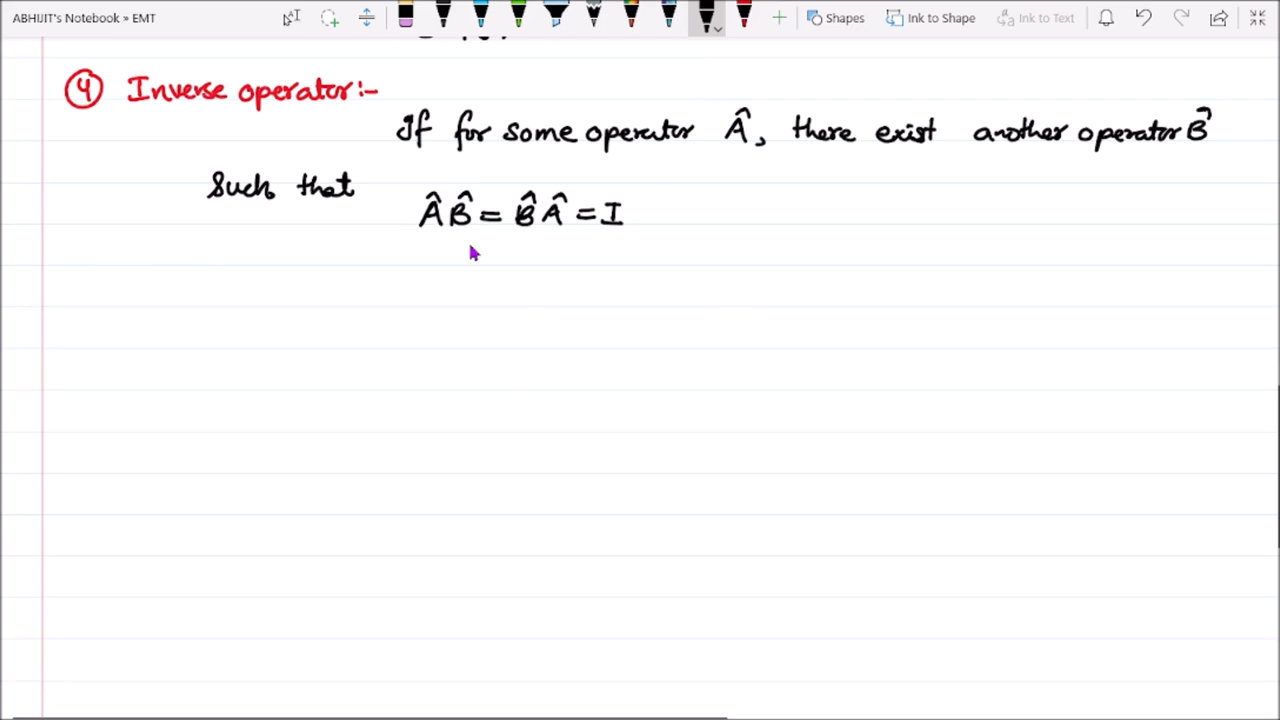 ABHIJIT's Notebook » EMT
Shapes
Ink to Shape
Ink to Text
④ Inverse operator:-
If for some operator Â, there exist another operator B̂
Such that
ÂB̂ = B̂Â = I